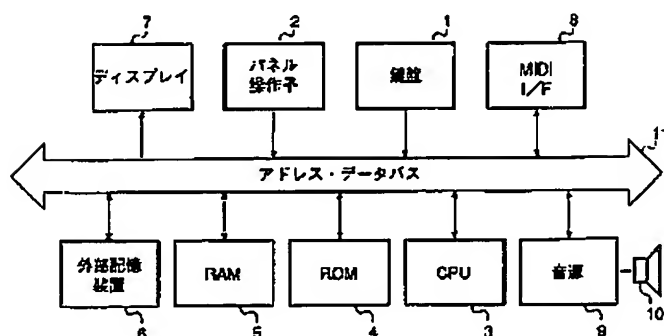 7
2
1
8
ディスプレイ
パネル
操作子
鍵盤
MIDI
I/F
11
アドレス・データバス
外部記憶
装置
RAM
ROM
CPU
音源
6
5
4
3
9
10